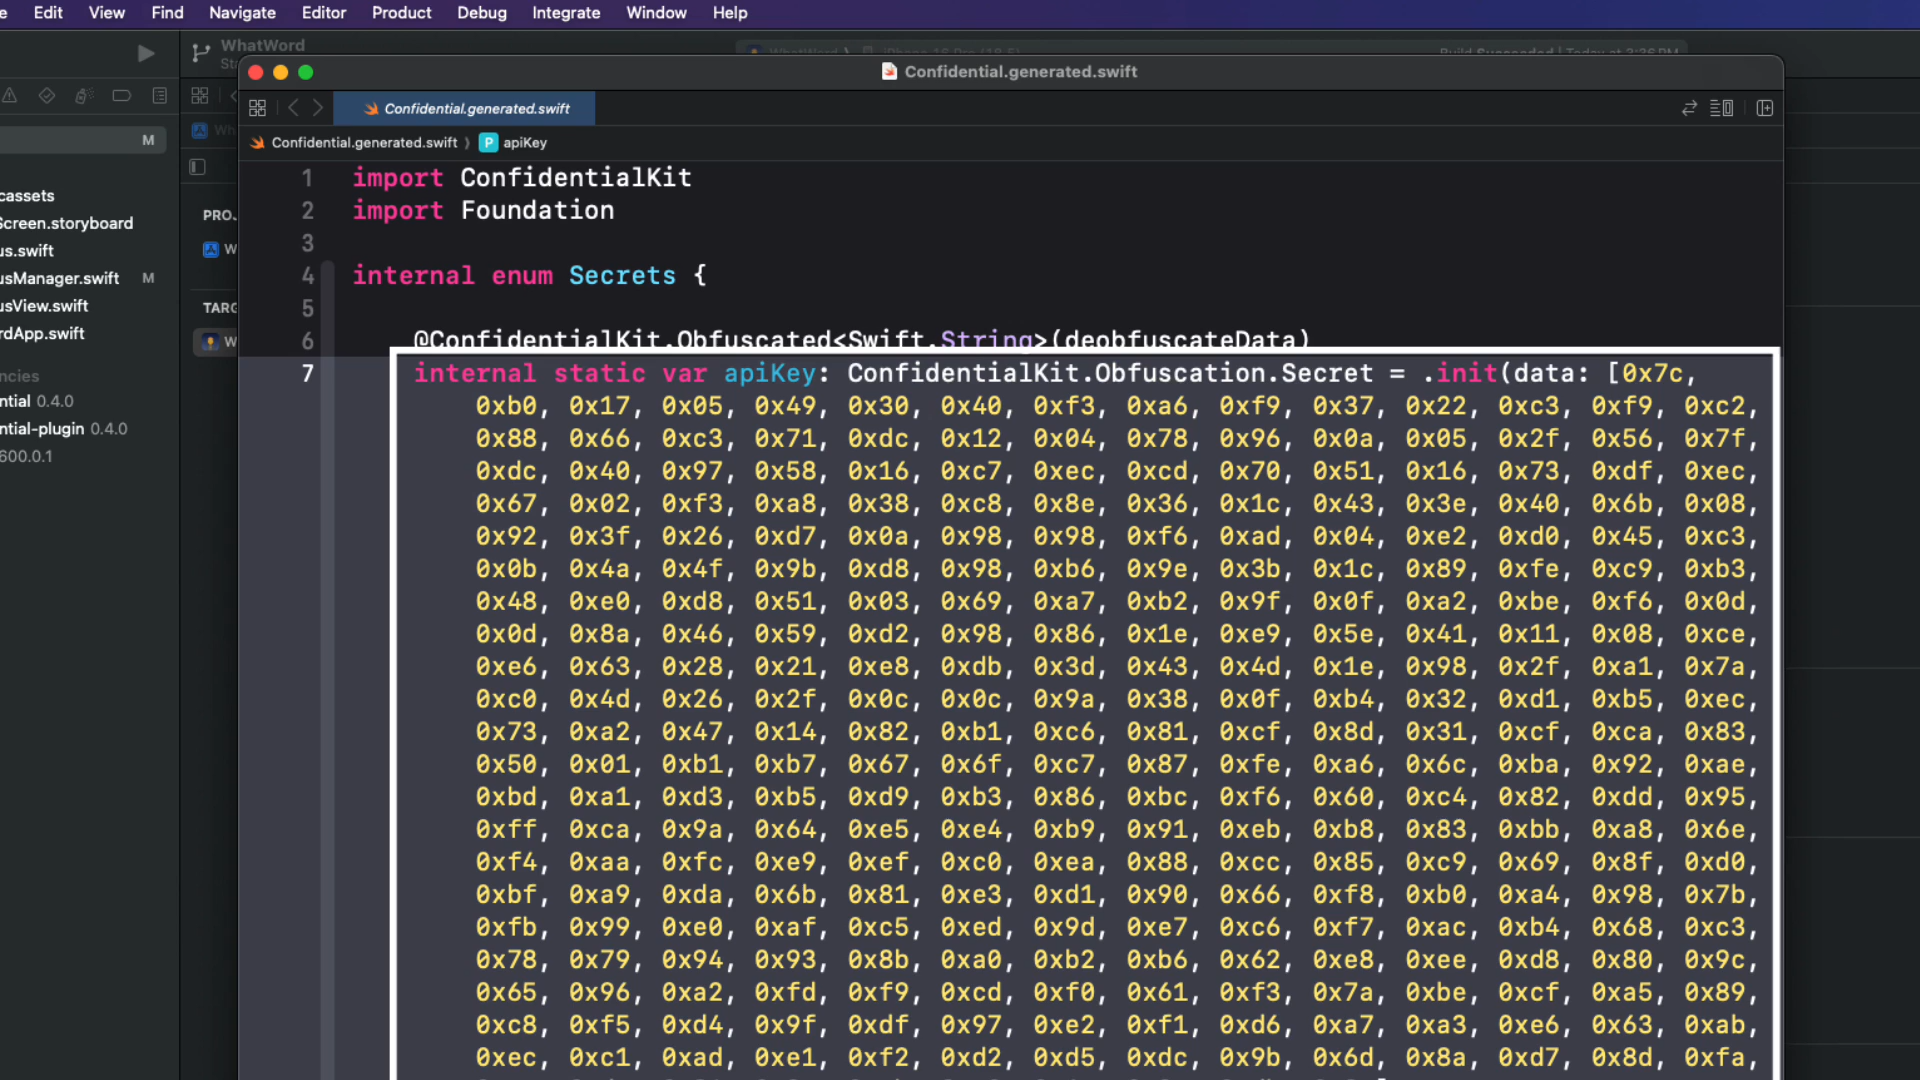 Edit View Find Navigate Editor Product Debug Integrate Window Help
WhatWord
Confidential.generated.swift
Confidential.generated.swift
Confidential.generated.swift 〉 P apiKey
M
cassets
Screen.storyboard
us.swift
usManager.swift M
usView.swift
rdApp.swift
ncies
ntial 0.4.0
ntial-plugin 0.4.0
600.0.1
PROJ
W
TARG
W
1 import ConfidentialKit
2 import Foundation
3
4 internal enum Secrets {
5
6 @ConfidentialKit.Obfuscated<Swift.String>(deobfuscateData)
7 internal static var apiKey: ConfidentialKit.Obfuscation.Secret = .init(data: [0x7c,
0xb0, 0x17, 0x05, 0x49, 0x30, 0x40, 0xf3, 0xa6, 0xf9, 0x37, 0x22, 0xc3, 0xf9, 0xc2,
0x88, 0x66, 0xc3, 0x71, 0xdc, 0x12, 0x04, 0x78, 0x96, 0x0a, 0x05, 0x2f, 0x56, 0x7f,
0xdc, 0x40, 0x97, 0x58, 0x16, 0xc7, 0xec, 0xcd, 0x70, 0x51, 0x16, 0x73, 0xdf, 0xec,
0x67, 0x02, 0xf3, 0xa8, 0x38, 0xc8, 0x8e, 0x36, 0x1c, 0x43, 0x3e, 0x40, 0x6b, 0x08,
0x92, 0x3f, 0x26, 0xd7, 0x0a, 0x98, 0x98, 0xf6, 0xad, 0x04, 0xe2, 0xd0, 0x45, 0xc3,
0x0b, 0x4a, 0x4f, 0x9b, 0xd8, 0x98, 0xb6, 0x9e, 0x3b, 0x1c, 0x89, 0xfe, 0xc9, 0xb3,
0x48, 0xe0, 0xd8, 0x51, 0x03, 0x69, 0xa7, 0xb2, 0x9f, 0x0f, 0xa2, 0xbe, 0xf6, 0x0d,
0x0d, 0x8a, 0x46, 0x59, 0xd2, 0x98, 0x86, 0x1e, 0xe9, 0x5e, 0x41, 0x11, 0x08, 0xce,
0xe6, 0x63, 0x28, 0x21, 0xe8, 0xdb, 0x3d, 0x43, 0x4d, 0x1e, 0x98, 0x2f, 0xa1, 0x7a,
0xc0, 0x4d, 0x26, 0x2f, 0x0c, 0x0c, 0x9a, 0x38, 0x0f, 0xb4, 0x32, 0xd1, 0xb5, 0xec,
0x73, 0xa2, 0x47, 0x14, 0x82, 0xb1, 0xc6, 0x81, 0xcf, 0x8d, 0x31, 0xcf, 0xca, 0x83,
0x50, 0x01, 0xb1, 0xb7, 0x67, 0x6f, 0xc7, 0x87, 0xfe, 0xa6, 0x6c, 0xba, 0x92, 0xae,
0xbd, 0xa1, 0xd3, 0xb5, 0xd9, 0xb3, 0x86, 0xbc, 0xf6, 0x60, 0xc4, 0x82, 0xdd, 0x95,
0xff, 0xca, 0x9a, 0x64, 0xe5, 0xe4, 0xb9, 0x91, 0xeb, 0xb8, 0x83, 0xbb, 0xa8, 0x6e,
0xf4, 0xaa, 0xfc, 0xe9, 0xef, 0xc0, 0xea, 0x88, 0xcc, 0x85, 0xc9, 0x69, 0x8f, 0xd0,
0xbf, 0xa9, 0xda, 0x6b, 0x81, 0xe3, 0xd1, 0x90, 0x66, 0xf8, 0xb0, 0xa4, 0x98, 0x7b,
0xfb, 0x99, 0xe0, 0xaf, 0xc5, 0xed, 0x9d, 0xe7, 0xc6, 0xf7, 0xac, 0xb4, 0x68, 0xc3,
0x78, 0x79, 0x94, 0x93, 0x8b, 0xa0, 0xb2, 0xb6, 0x62, 0xe8, 0xee, 0xd8, 0x80, 0x9c,
0x65, 0x96, 0xa2, 0xfd, 0xf9, 0xcd, 0xf0, 0x61, 0xf3, 0x7a, 0xbe, 0xcf, 0xa5, 0x89,
0xc8, 0xf5, 0xd4, 0x9f, 0xdf, 0x97, 0xe2, 0xf1, 0xd6, 0xa7, 0xa3, 0xe6, 0x63, 0xab,
0xec, 0xc1, 0xad, 0xe1, 0xf2, 0xd2, 0xd5, 0xdc, 0x9b, 0x6d, 0x8a, 0xd7, 0x8d, 0xfa,